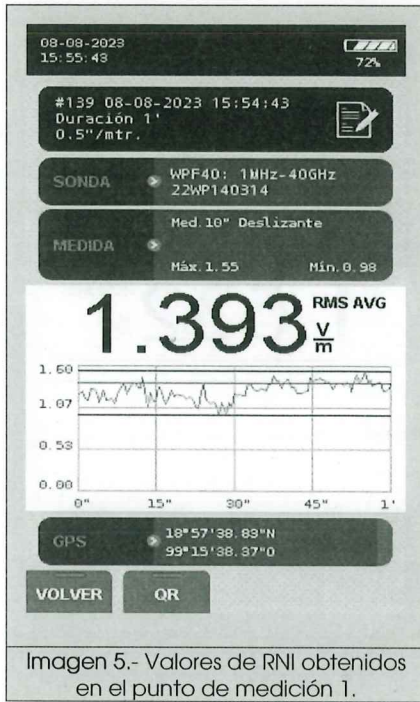 08-08-2023
15:55:43
72%
#139 08-08-2023 15:54:43
Duración 1'
0.5"/mtr.
SONDA
WPF40: 1MHz-40GHz
22WP140314
MEDIDA
Med.10" Deslizante
Máx.1.55 Mín.0.98
1.393 RMS AVG
V/m
1.60
1.07
0.53
0.00
0" 15" 30" 45" 1'
GPS
18°57'38.83"N
99°15'38.37"O
VOLVER QR
Imagen 5.- Valores de RNI obtenidos
en el punto de medición 1.